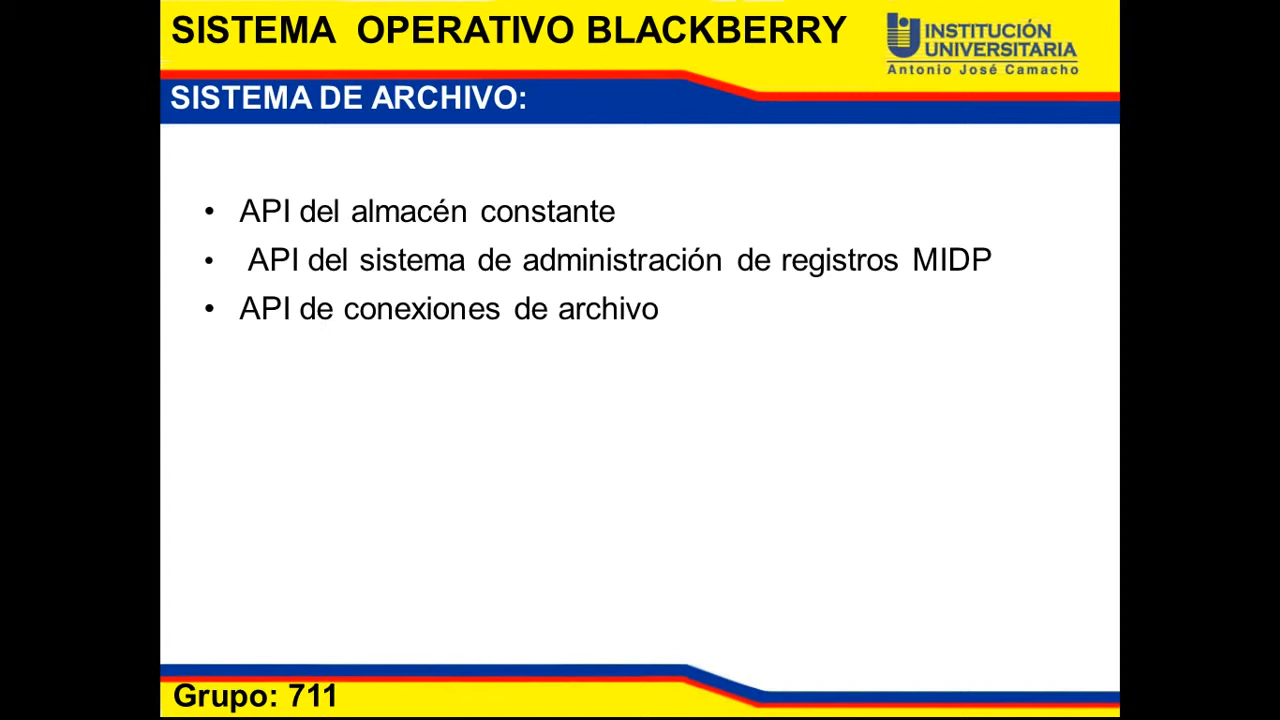 SISTEMA OPERATIVO BLACKBERRY
INSTITUCIÓN
UNIVERSITARIA
Antonio José Camacho
SISTEMA DE ARCHIVO:
• API del almacén constante
• API del sistema de administración de registros MIDP
• API de conexiones de archivo
Grupo: 711